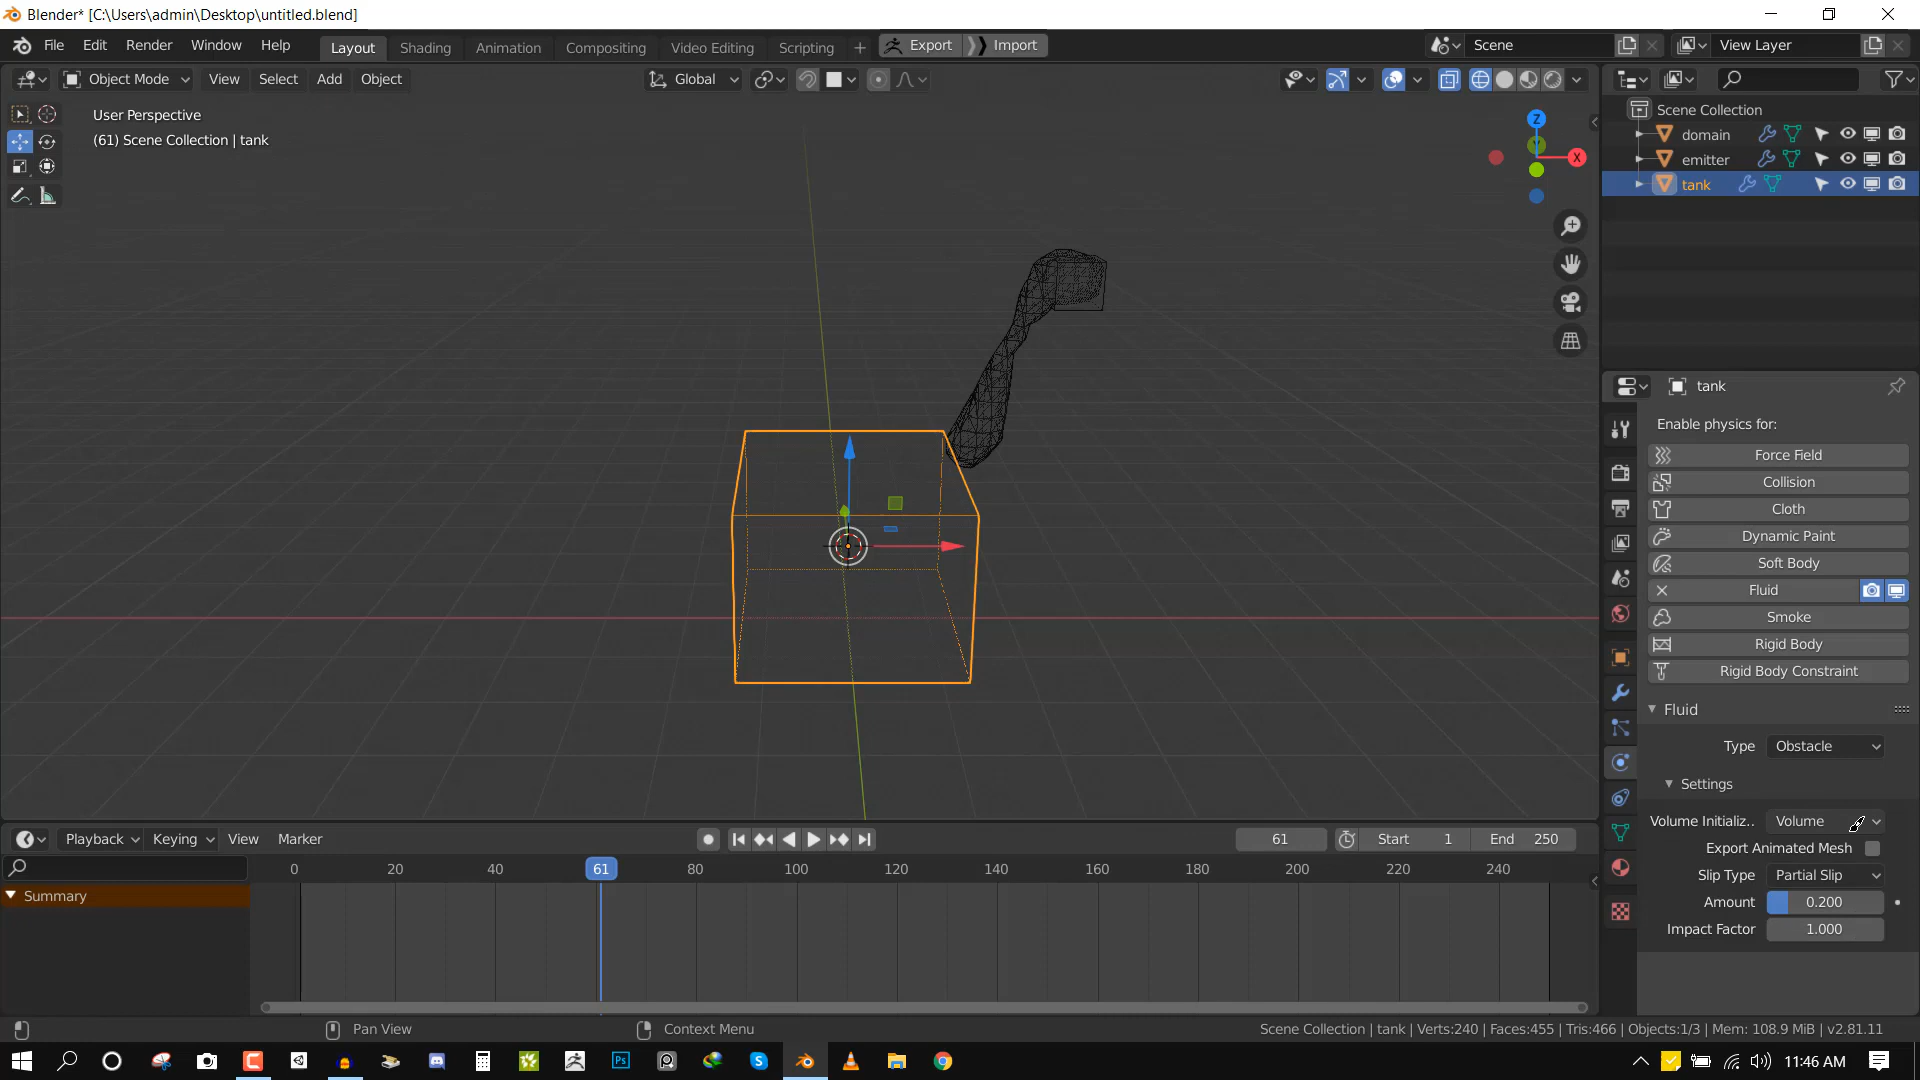 Blender* [C:\Users\admin\Desktop\untitled.blend]
File Edit Render Window Help Layout Shading Animation Compositing Video Editing Scripting + Export Import Scene View Layer
Object Mode View Select Add Object Global
User Perspective
(61) Scene Collection | tank
Z
Y
X
Scene Collection
domain
emitter
tank
tank
Enable physics for:
Force Field
Collision
Cloth
Dynamic Paint
Soft Body
Fluid
Smoke
Rigid Body
Rigid Body Constraint
Fluid
Type Obstacle
Settings
Volume Initializ.. Volume
Export Animated Mesh
Slip Type Partial Slip
Amount 0.200
Impact Factor 1.000
Playback Keying View Marker 61 Start 1 End 250
0 20 40 61 80 100 120 140 160 180 200 220 240
Summary
Pan View Context Menu Scene Collection | tank | Verts:240 | Faces:455 | Tris:466 | Objects:1/3 | Mem: 108.9 MiB | v2.81.11
Ps
11:46 AM